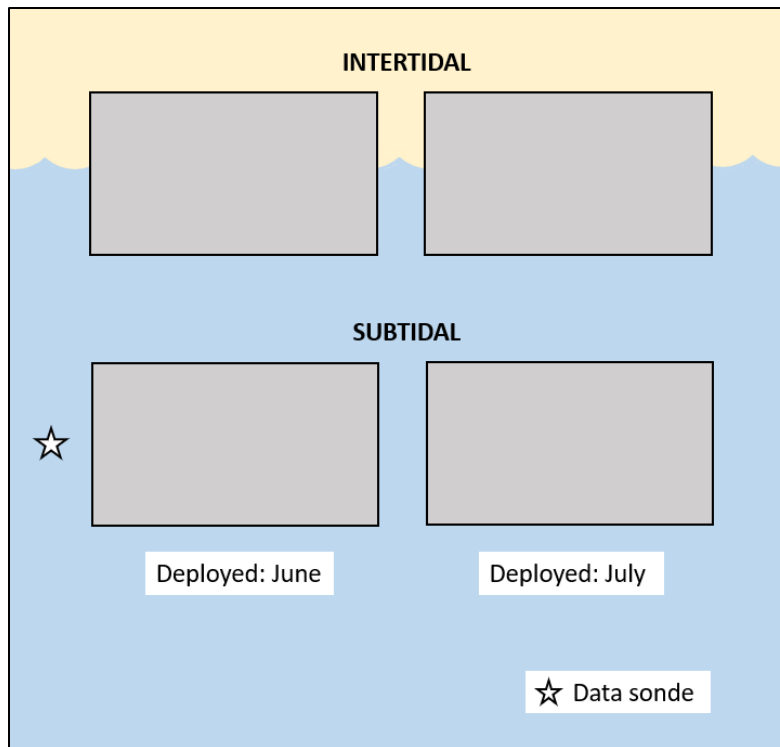 INTERTIDAL
SUBTIDAL
Deployed: June
Deployed: July
Data sonde